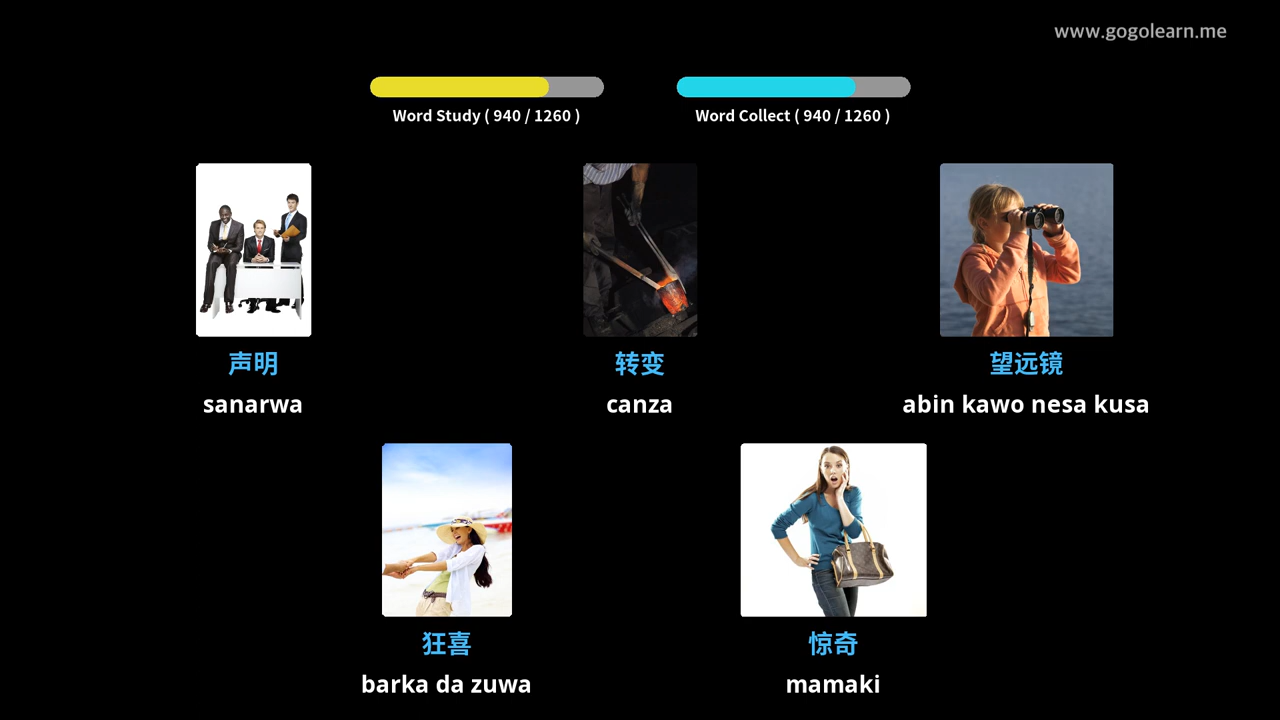 www.gogolearn.me
Word Study ( 940 / 1260 )
Word Collect ( 940 / 1260 )
声明
sanarwa
转变
canza
望远镜
abin kawo nesa kusa
狂喜
barka da zuwa
惊奇
mamaki